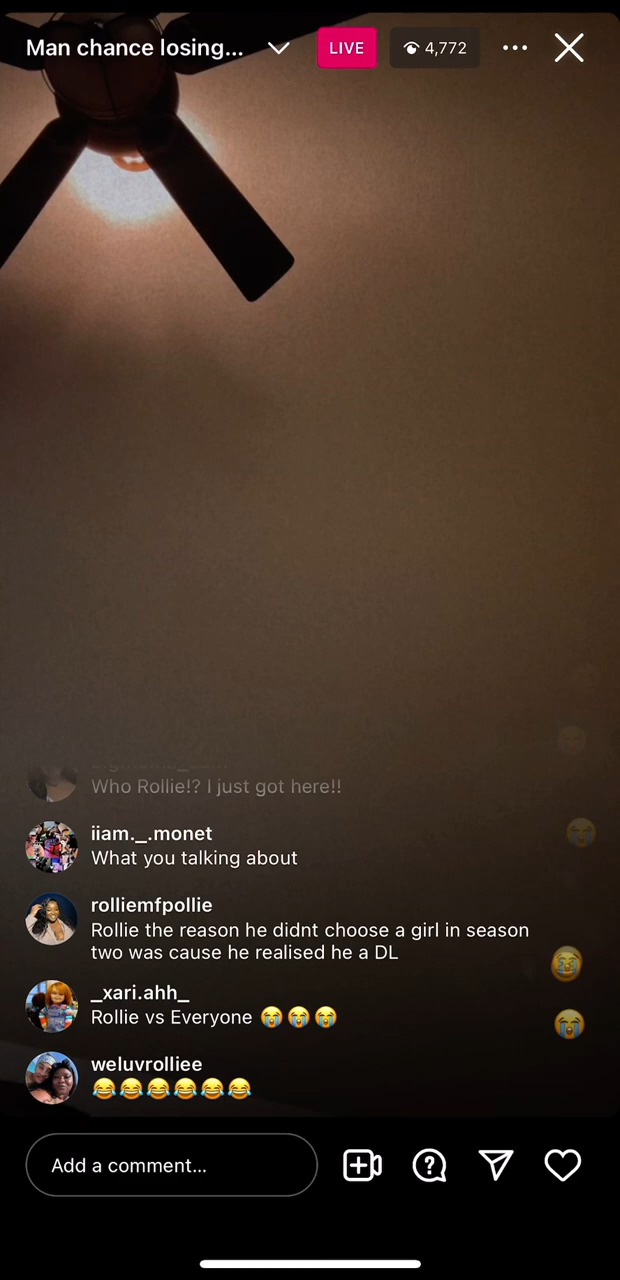 Man chance losing...
LIVE
4,772
Who Rollie!? I just got here!!
iiam._.monet
What you talking about
rolliemfpollie
Rollie the reason he didnt choose a girl in season
two was cause he realised he a DL
_xari.ahh_
Rollie vs Everyone 😭😭😭
weluvrolliee
😂😂😂😂😂😂
Add a comment...